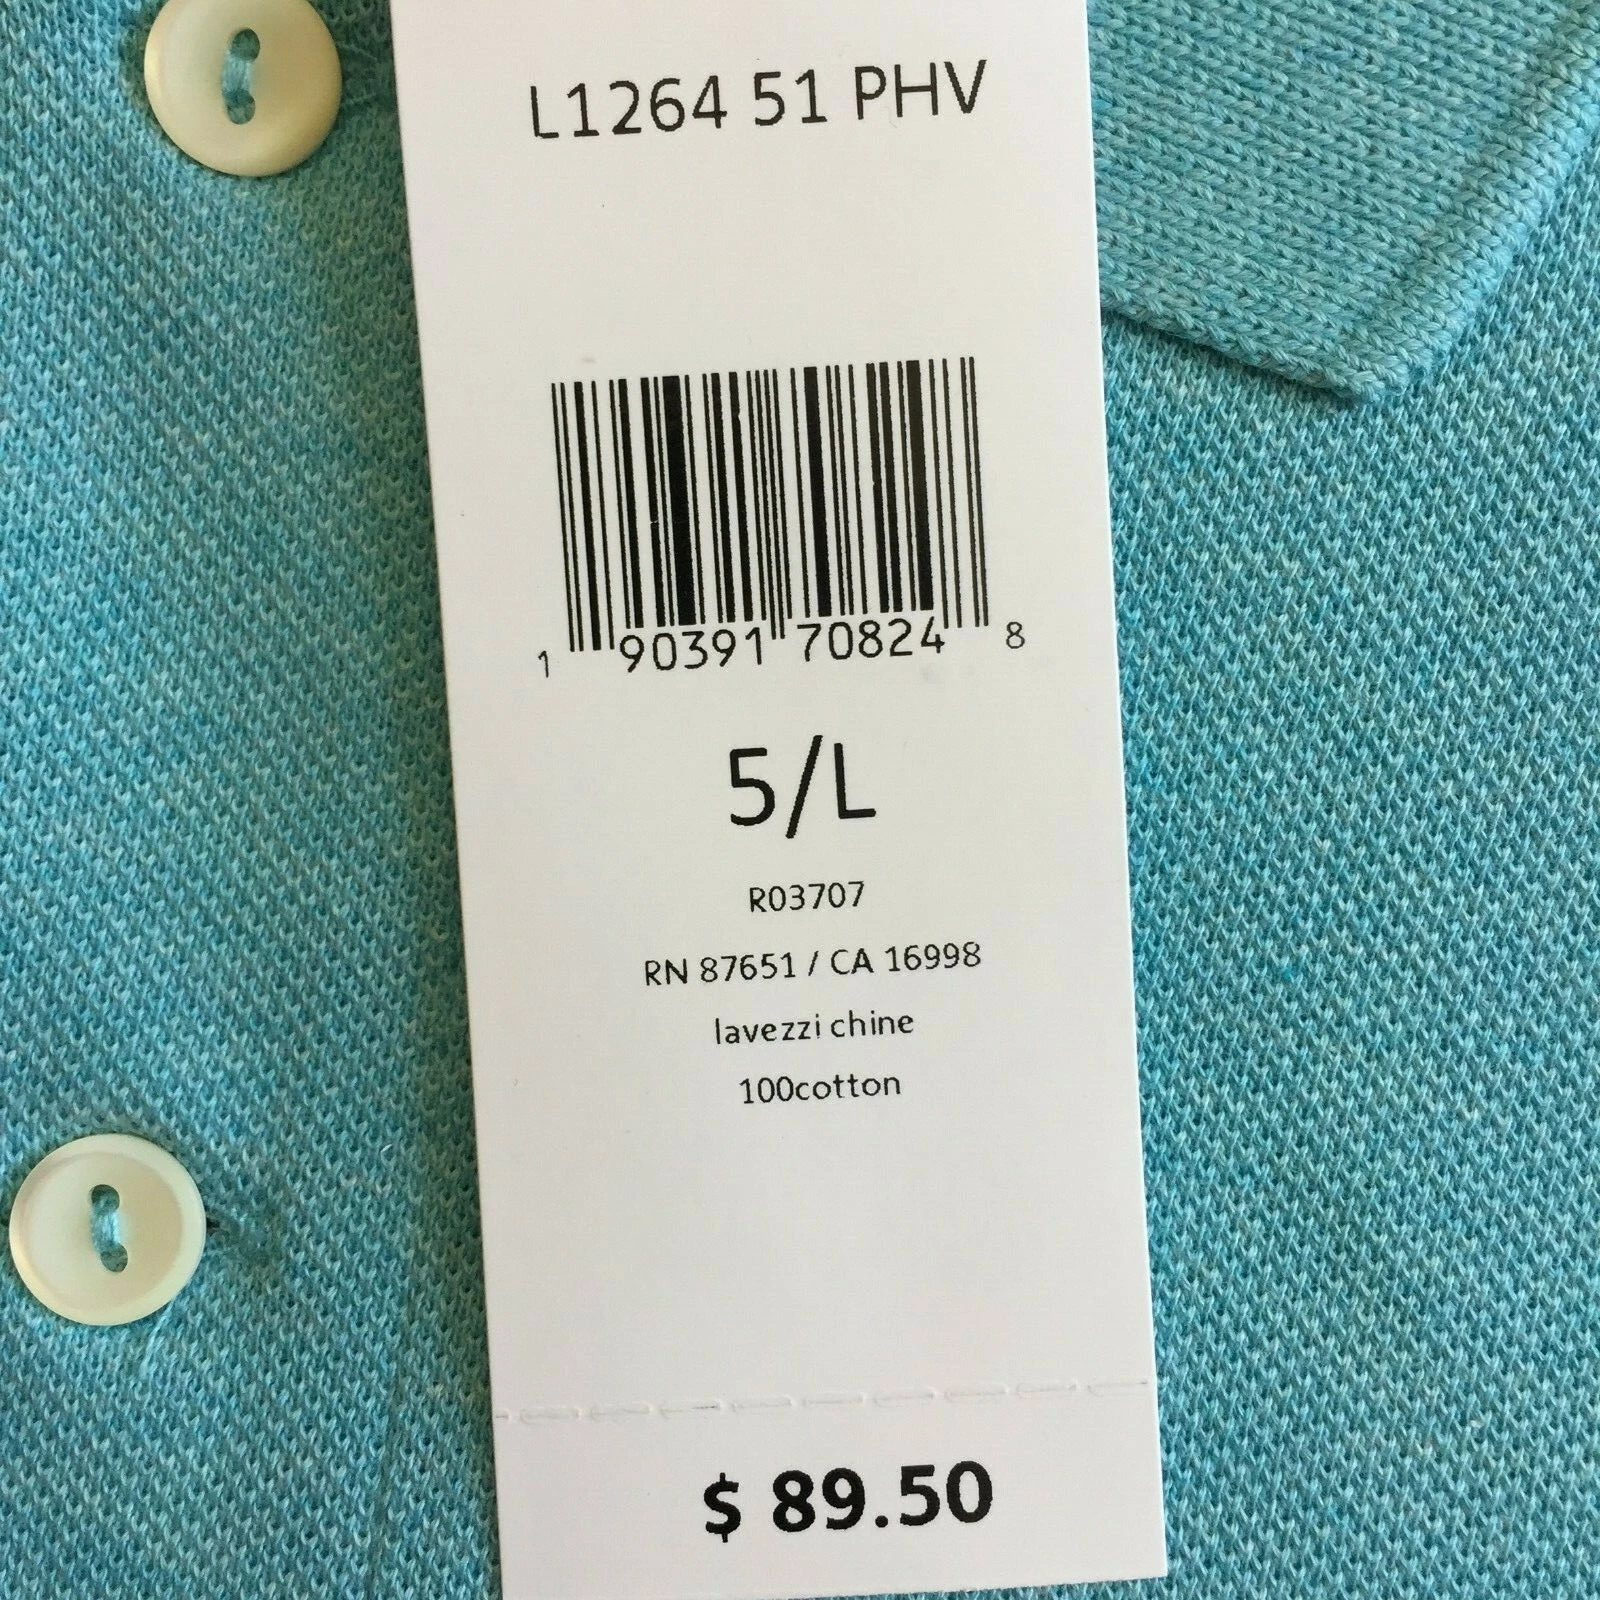 L1264 51 PHV
1 90391 70824 8
5/L
R03707
RN 87651 / CA 16998
lavezzi chine
100cotton
$ 89.50